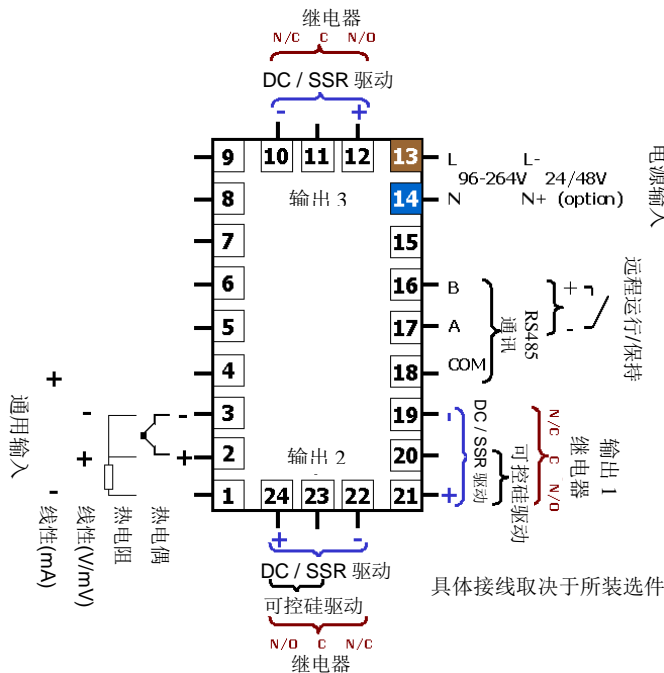 继电器
N/C C N/O
DC / SSR 驱动
- +
9 10 11 12 13 L L-
96-264V 24/48V
8 输出 3 14 N N+ (option)
电源输入
7 15
6 16 B +
5 17 A -
4 18 COM
RS485
通讯
远程运行/保持
+ - - 3 19 -
+ + 2 输出 2 20
- 1 24 23 22 21 +
通用输入
线性(mA)
线性(V/mV)
热电阻
热电偶
DC / SSR 驱动
可控硅驱动
N/C C N/O
继电器
输出 1
+ -
DC / SSR 驱动
可控硅驱动
N/O C N/C
继电器
具体接线取决于所装选件